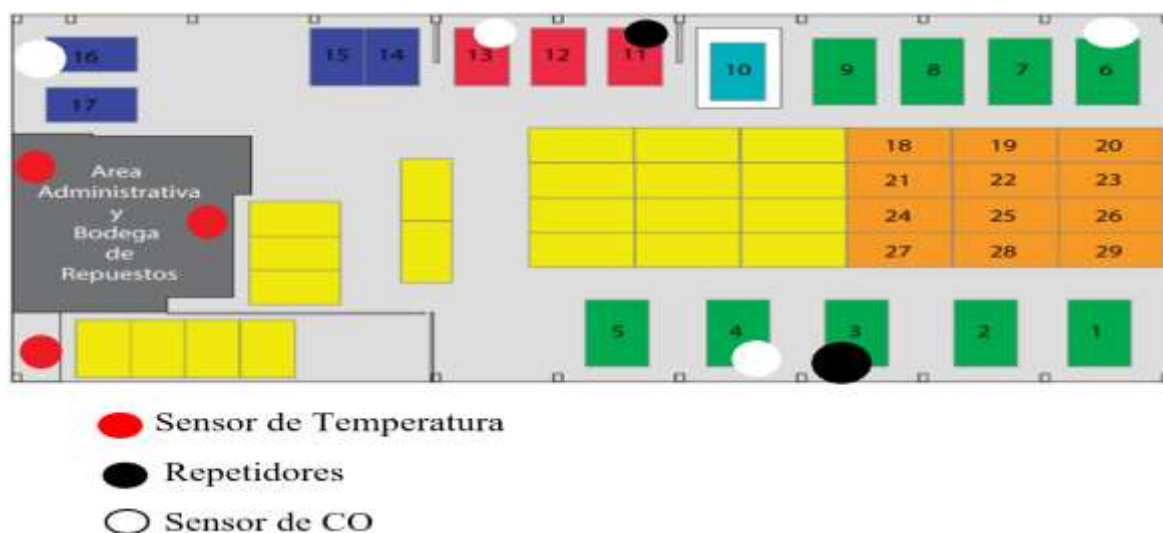 16
15 14
13
12
11
10
9
8
7
6
17
Area
Administrativa
y
Bodega
de
Repuestos
18 19 20
21 22 23
24 25 26
27 28 29
5
4
3
2
1
Sensor de Temperatura
Repetidores
Sensor de CO